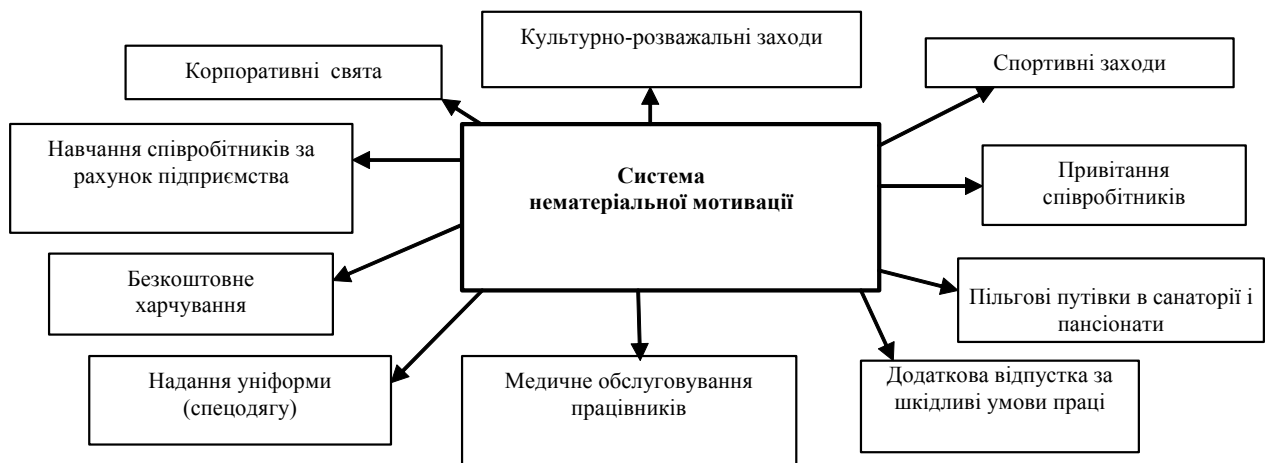 Культурно-розважальні заходи
Корпоративні свята
Спортивні заходи
Навчання співробітників за
рахунок підприємства
Система
нематеріальної мотивації
Привітання
співробітників
Безкоштовне
харчування
Пільгові путівки в санаторії і
пансіонати
Надання уніформи
(спецодягу)
Медичне обслуговування
працівників
Додаткова відпустка за
шкідливі умови праці